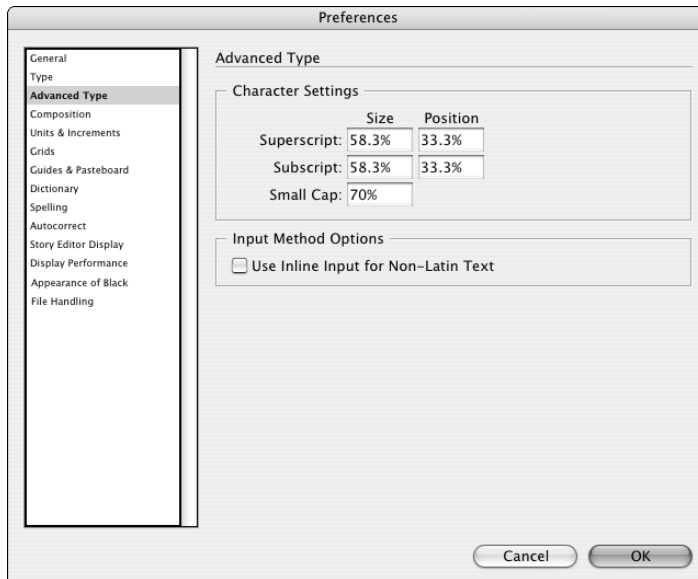 Preferences
General
Type
Advanced Type
Composition
Units & Increments
Grids
Guides & Pasteboard
Dictionary
Spelling
Autocorrect
Story Editor Display
Display Performance
Appearance of Black
File Handling
Advanced Type
Character Settings
Size Position
Superscript: 58.3% 33.3%
Subscript: 58.3% 33.3%
Small Cap: 70%
Input Method Options
Use Inline Input for Non-Latin Text
Cancel OK